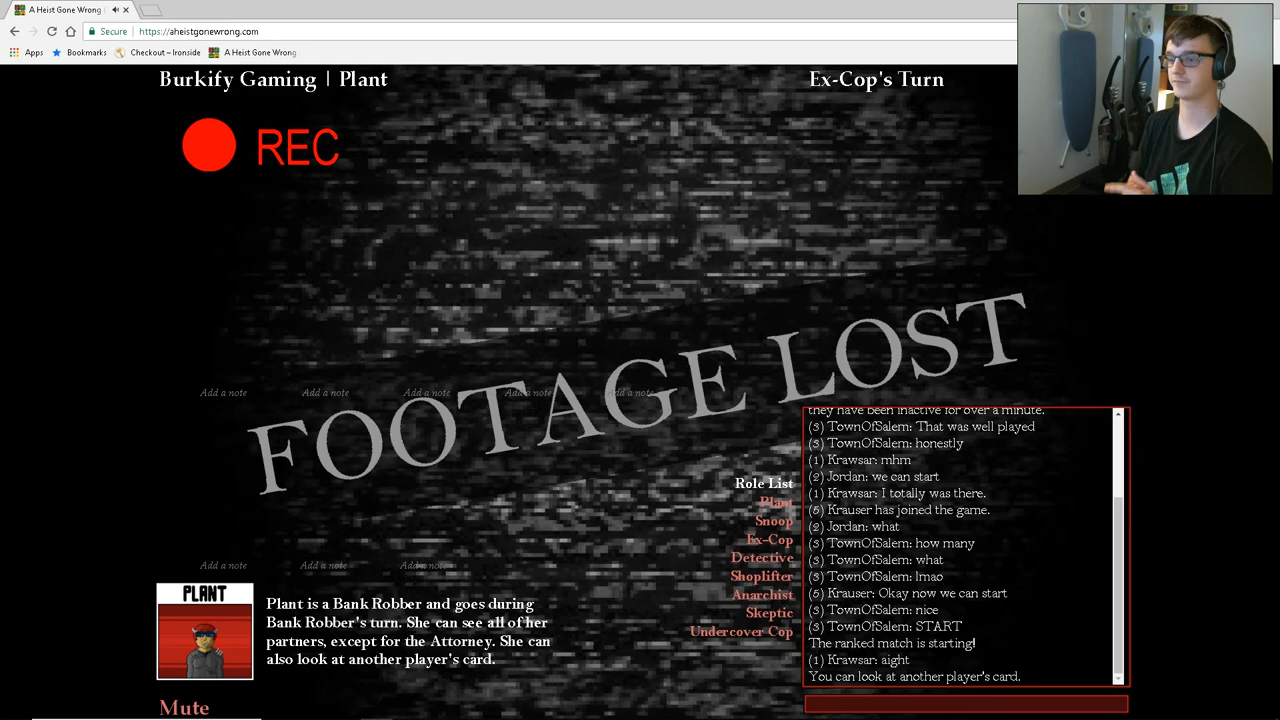 A Heist Gone Wrong
Secure
https://aheistgonewrong.com
Apps
Bookmarks
Checkout – Ironside
A Heist Gone Wrong
Burkify Gaming | Plant
Ex-Cop's Turn
REC
FOOTAGE LOST
Add a note
Add a note
Add a note
Add a note
Add a note
they have been inactive for over a minute.
(3) TownOfSalem: That was well played
(3) TownOfSalem: honestly
(1) Krawsar: mhm
(2) Jordan: we can start
(1) Krawsar: I totally was there.
(5) Krauser has joined the game.
(2) Jordan: what
(3) TownOfSalem: how many
(3) TownOfSalem: what
(3) TownOfSalem: lmao
(5) Krauser: Okay now we can start
(3) TownOfSalem: nice
(3) TownOfSalem: START
The ranked match is starting!
(1) Krawsar: aight
You can look at another player's card.
Role List
Plant
Snoop
Ex-Cop
Detective
Shoplifter
Anarchist
Skeptic
Undercover Cop
Add a note
Add a note
Add a note
PLANT
Plant is a Bank Robber and goes during
Bank Robber's turn. She can see all of her
partners, except for the Attorney. She can
also look at another player's card.
Mute